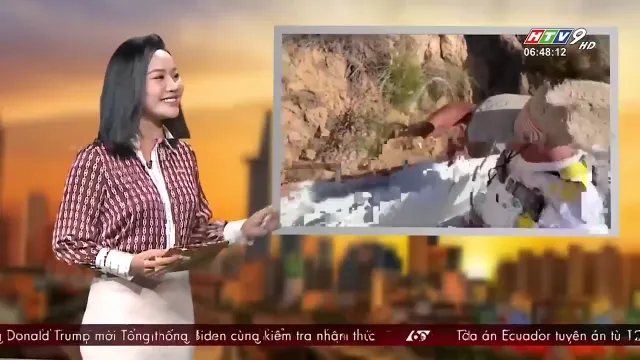 HTV9 HD
06:48:12
Donald Trump mời Tổng thống Biden cùng kiểm tra nhận thức
Tòa án Ecuador tuyên án tù 12